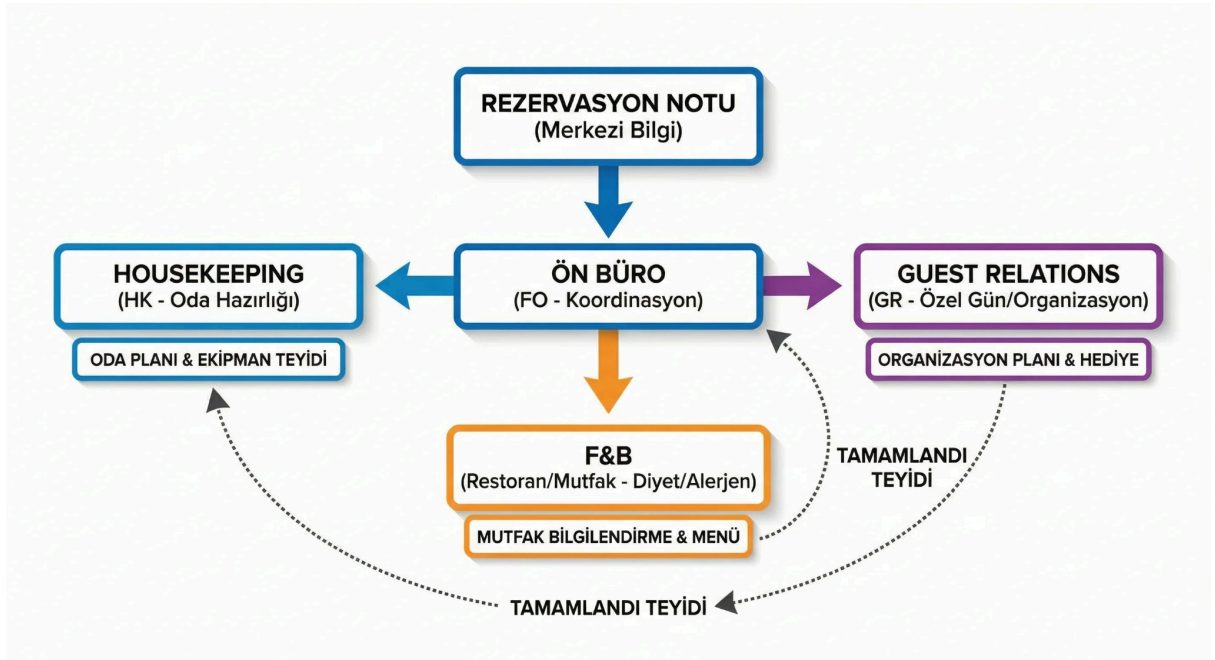 REZERVASYON NOTU
(Merkezi Bilgi)
HOUSEKEEPING
(HK - Oda Hazırlığı)
ODA PLANI & EKİPMAN TEYİDİ
ÖN BÜRO
(FO - Koordinasyon)
GUEST RELATIONS
(GR - Özel Gün/Organizasyon)
ORGANİZASYON PLANI & HEDİYE
F&B
(Restoran/Mutfak - Diyet/Alerjen)
MUTFAK BİLGİLENDİRME & MENÜ
TAMAMLANDI
TEYİDİ
TAMAMLANDI TEYİDİ